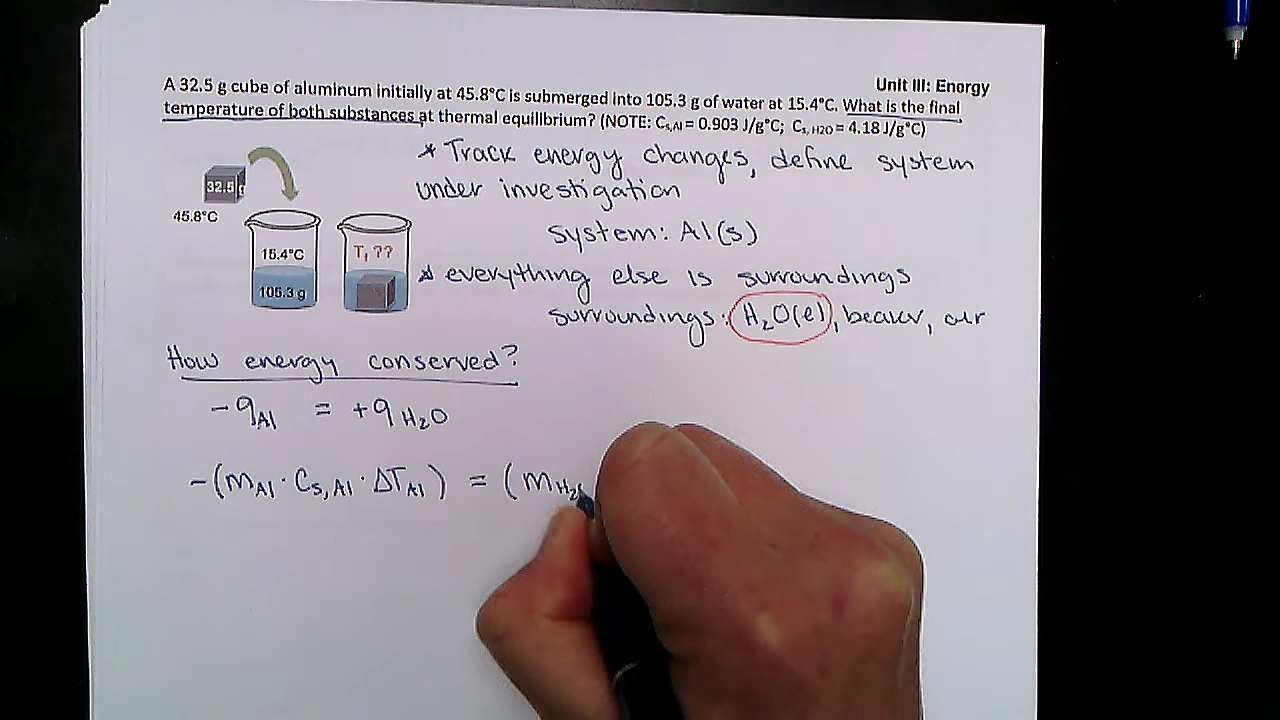 Unit III: Energy
A 32.5 g cube of aluminum initially at 45.8°C is submerged into 105.3 g of water at 15.4°C. What is the final
temperature of both substances at thermal equilibrium? (NOTE: Cs,Al = 0.903 J/g°C; Cs, H2O = 4.18 J/g°C)
* Track energy changes, define system
under investigation
system: Al(s)
* everything else is surroundings
surroundings: H₂O(l), beaker, air
32.5 g
45.8°C
15.4°C
105.3 g
Tf ??
How energy conserved?
-qAl = +qH₂O
-(mAl · Cs,Al · ΔTAl) = (mH₂